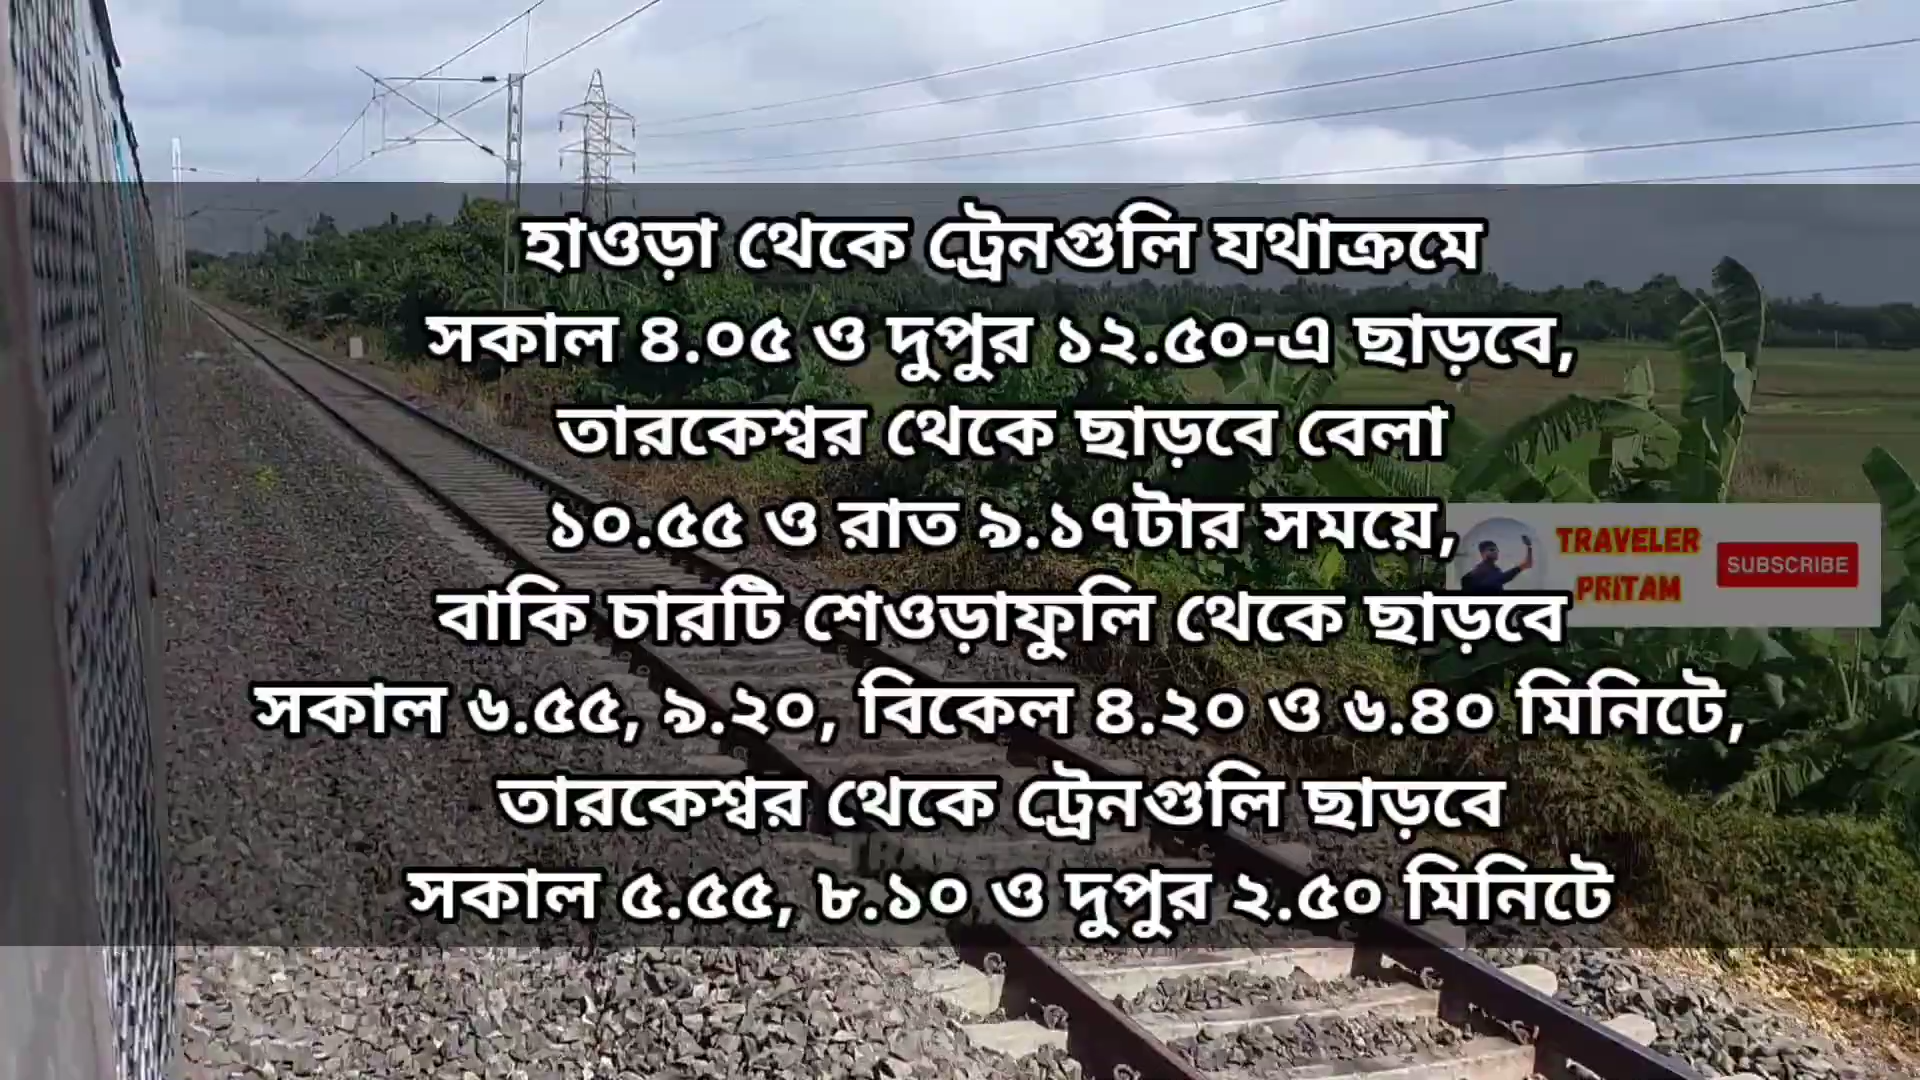 হাওড়া থেকে ট্রেনগুলি যথাক্রমে
সকাল ৪.০৫ ও দুপুর ১২.৫০-এ ছাড়বে,
তারকেশ্বর থেকে ছাড়বে বেলা
১০.৫৫ ও রাত ৯.১৭টার সময়ে,
TRAVELER
PRITAM
SUBSCRIBE
বাকি চারটি শেওড়াফুলি থেকে ছাড়বে
সকাল ৬.৫৫, ৯.২০, বিকেল ৪.২০ ও ৬.৪০ মিনিটে,
তারকেশ্বর থেকে ট্রেনগুলি ছাড়বে
সকাল ৫.৫৫, ৮.১০ ও দুপুর ২.৫০ মিনিটে